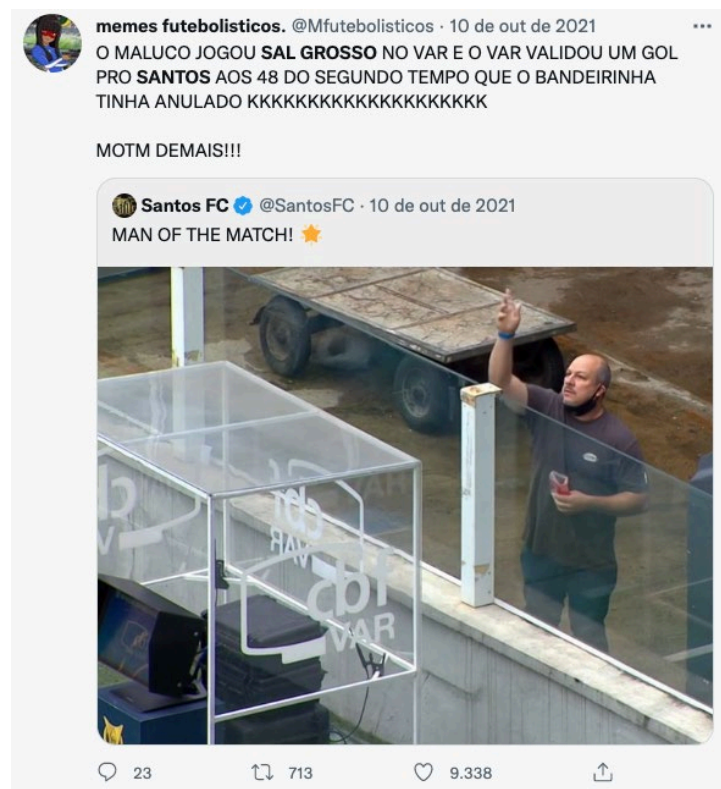 memes futebolisticos. @Mfutebolisticos · 10 de out de 2021
O MALUCO JOGOU SAL GROSSO NO VAR E O VAR VALIDOU UM GOL
PRO SANTOS AOS 48 DO SEGUNDO TEMPO QUE O BANDEIRINHA
TINHA ANULADO KKKKKKKKKKKKKKKKKKKK
MOTM DEMAIS!!!
Santos FC @SantosFC · 10 de out de 2021
MAN OF THE MATCH!
cbf
VAR
cbf
VAR
23 713 9.338